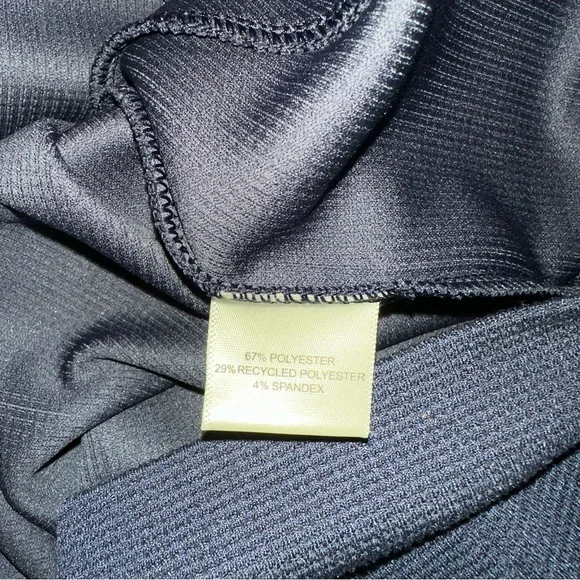 67% POLYESTER
29% RECYCLED POLYESTER
4% SPANDEX